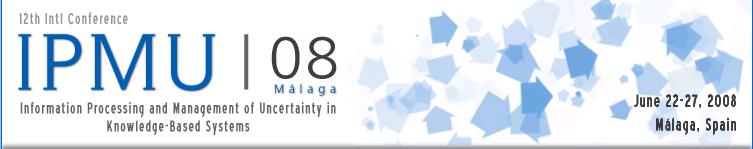 12th Intl Conference
IPMU | 08
Málaga
Information Processing and Management of Uncertainty in
Knowledge-Based Systems
June 22-27, 2008
Málaga, Spain